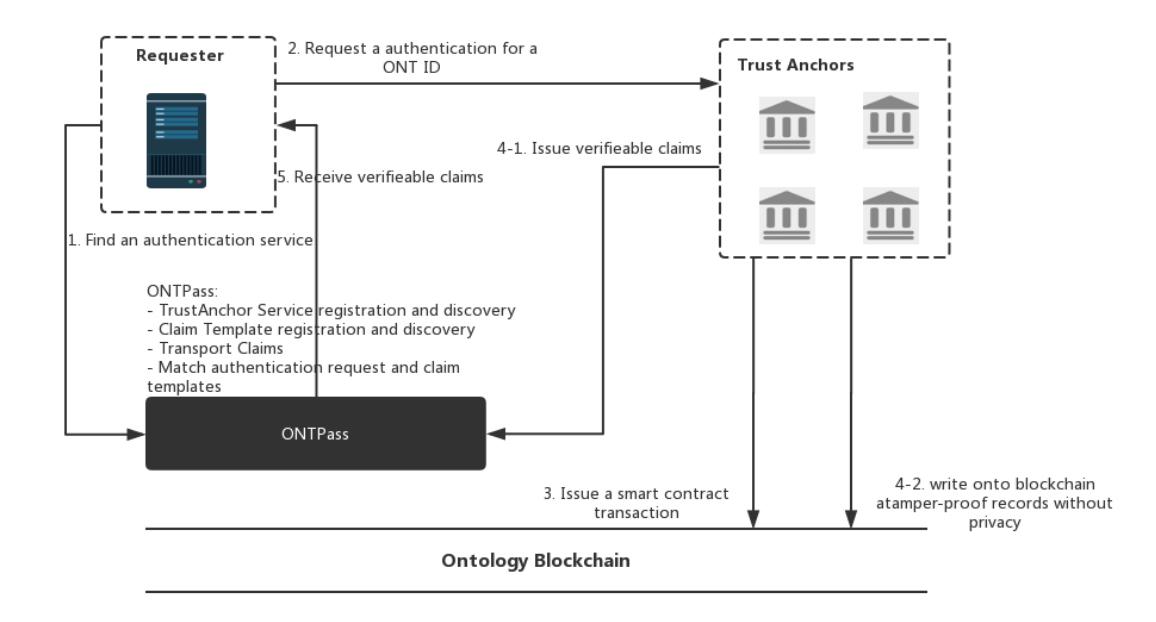 Requester
2. Request a authentication for a
ONT ID
Trust Anchors
4-1. Issue verifieable claims
5. Receive verifieable claims
1. Find an authentication service
ONTPass:
- TrustAnchor Service registration and discovery
- Claim Template registration and discovery
- Transport Claims
- Match authentication request and claim
templates
ONTPass
3. Issue a smart contract
transaction
4-2. write onto blockchain
atamper-proof records without
privacy
Ontology Blockchain